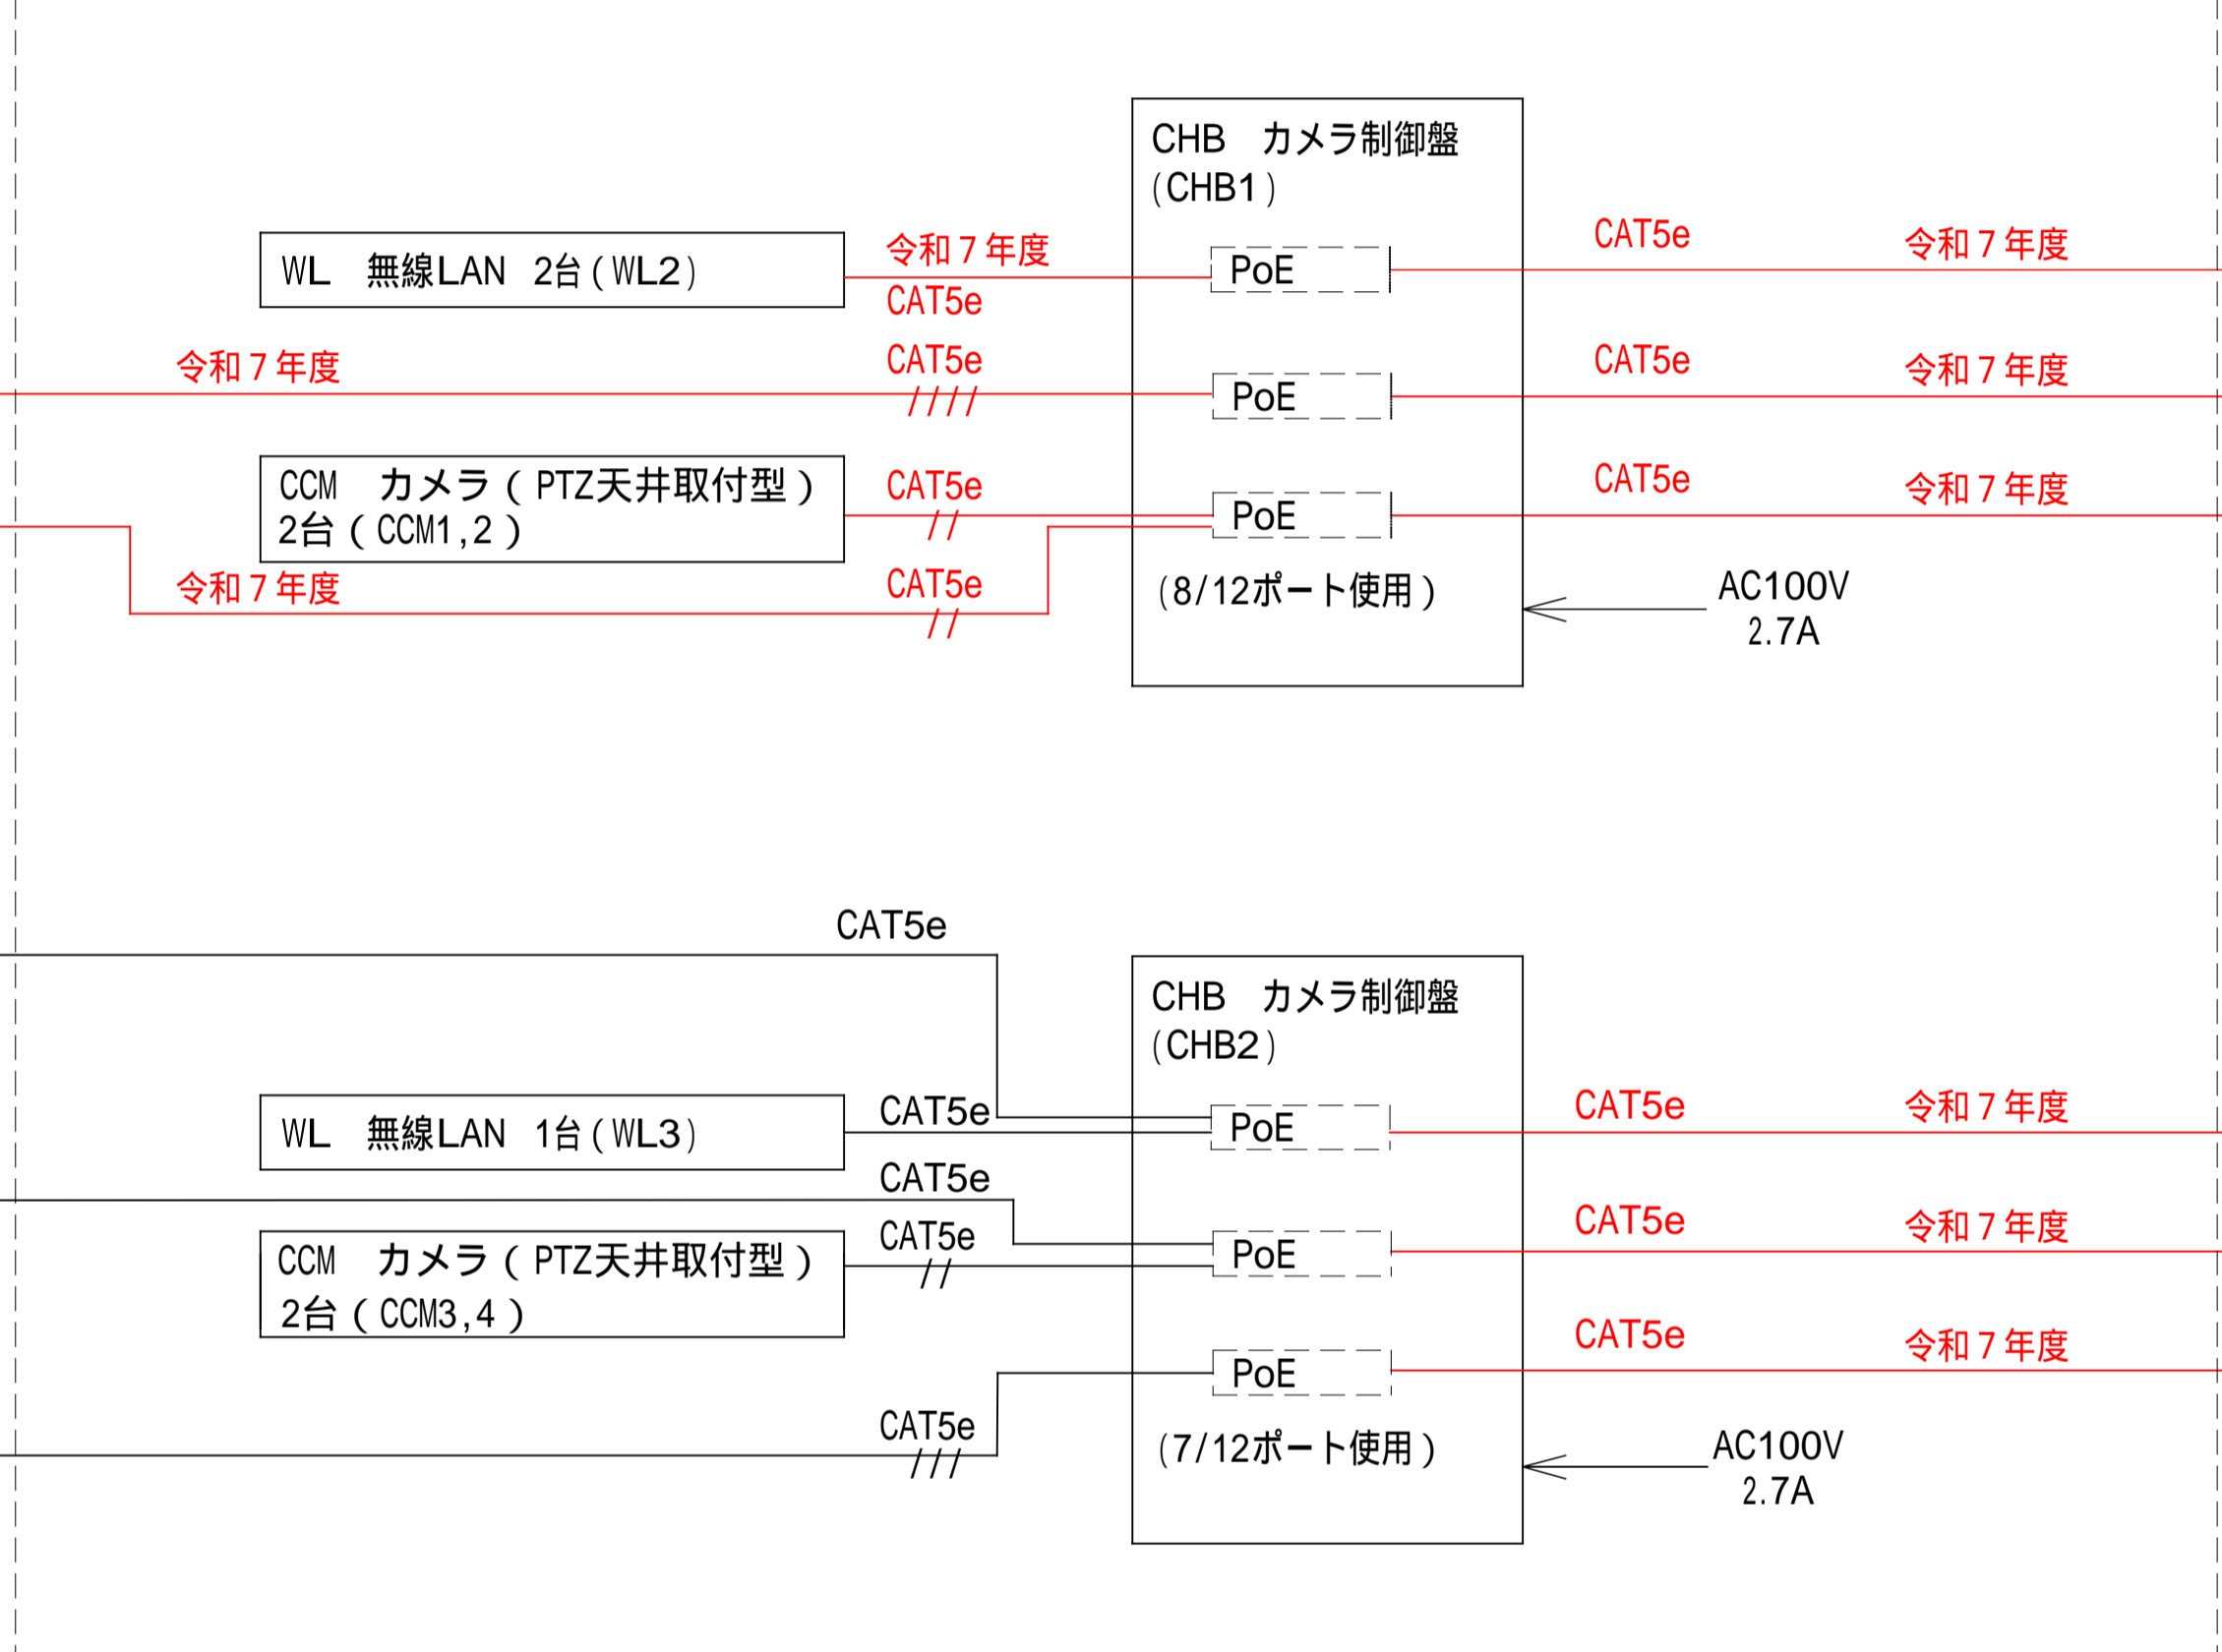 CHB カメラ制御盤
(CHB1)
WL 無線LAN 2台(WL2)
令和7年度
CAT5e
PoE
CAT5e
令和7年度
令和7年度
CAT5e
PoE
CAT5e
令和7年度
CCM カメラ(PTZ天井取付型)
2台(CCM1,2)
CAT5e
PoE
CAT5e
令和7年度
令和7年度
CAT5e
(8/12ポート使用)
AC100V
2.7A
CAT5e
CHB カメラ制御盤
(CHB2)
WL 無線LAN 1台(WL3)
CAT5e
PoE
CAT5e
令和7年度
CAT5e
CCM カメラ(PTZ天井取付型)
2台(CCM3,4)
CAT5e
PoE
CAT5e
令和7年度
PoE
CAT5e
令和7年度
CAT5e
(7/12ポート使用)
AC100V
2.7A